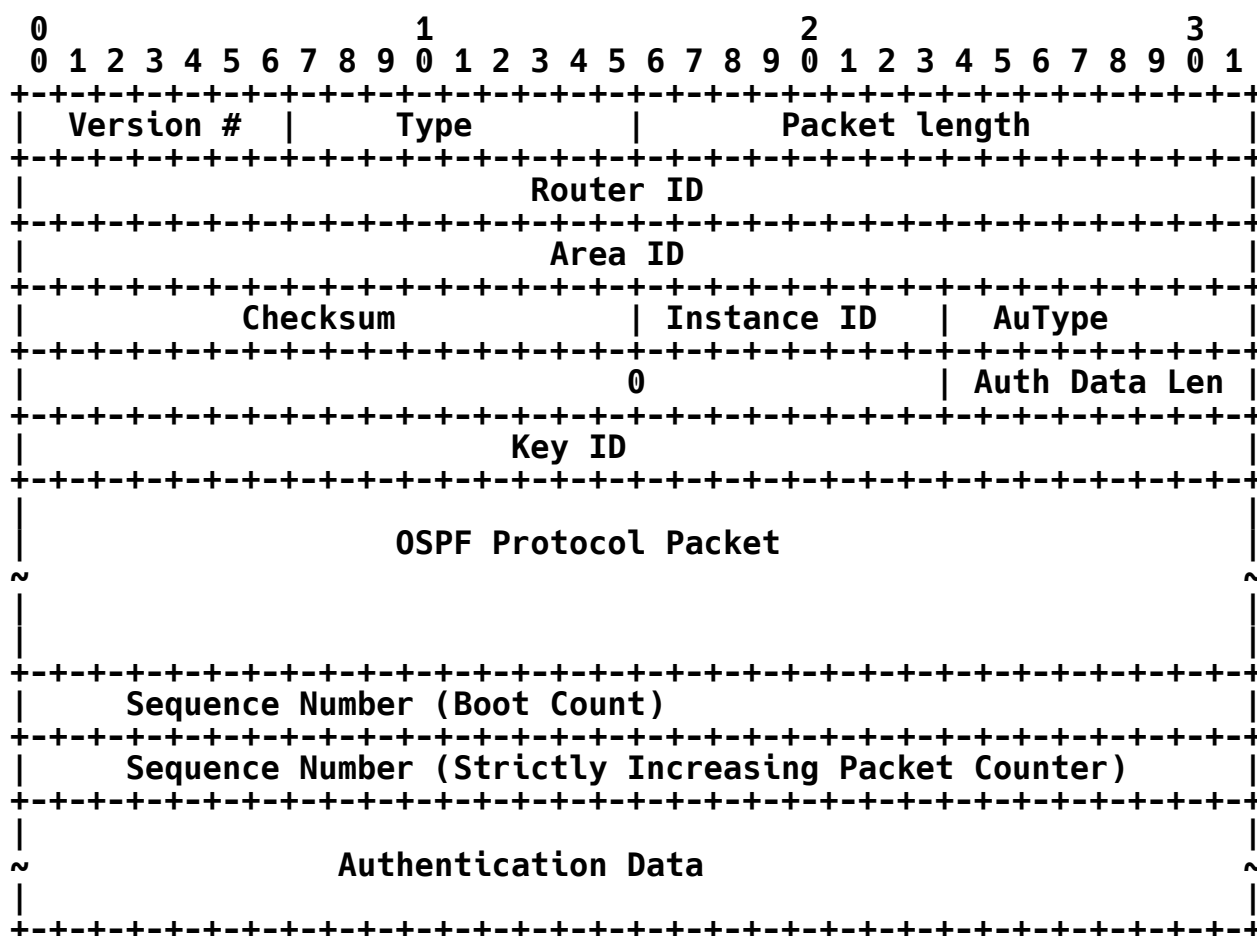 0                   1                   2                   3
 0 1 2 3 4 5 6 7 8 9 0 1 2 3 4 5 6 7 8 9 0 1 2 3 4 5 6 7 8 9 0 1
+-+-+-+-+-+-+-+-+-+-+-+-+-+-+-+-+-+-+-+-+-+-+-+-+-+-+-+-+-+-+-+-+
|  Version #  |     Type        |       Packet length           |
+-+-+-+-+-+-+-+-+-+-+-+-+-+-+-+-+-+-+-+-+-+-+-+-+-+-+-+-+-+-+-+-+
|                          Router ID                            |
+-+-+-+-+-+-+-+-+-+-+-+-+-+-+-+-+-+-+-+-+-+-+-+-+-+-+-+-+-+-+-+-+
|                           Area ID                             |
+-+-+-+-+-+-+-+-+-+-+-+-+-+-+-+-+-+-+-+-+-+-+-+-+-+-+-+-+-+-+-+-+
|           Checksum            | Instance ID   |  AuType       |
+-+-+-+-+-+-+-+-+-+-+-+-+-+-+-+-+-+-+-+-+-+-+-+-+-+-+-+-+-+-+-+-+
|                               0               | Auth Data Len |
+-+-+-+-+-+-+-+-+-+-+-+-+-+-+-+-+-+-+-+-+-+-+-+-+-+-+-+-+-+-+-+-+
|                         Key ID                                |
+-+-+-+-+-+-+-+-+-+-+-+-+-+-+-+-+-+-+-+-+-+-+-+-+-+-+-+-+-+-+-+-+
|                                                               |
|                   OSPF Protocol Packet                        |
~                                                               ~
|                                                               |
|                                                               |
+-+-+-+-+-+-+-+-+-+-+-+-+-+-+-+-+-+-+-+-+-+-+-+-+-+-+-+-+-+-+-+-+
|     Sequence Number (Boot Count)                              |
+-+-+-+-+-+-+-+-+-+-+-+-+-+-+-+-+-+-+-+-+-+-+-+-+-+-+-+-+-+-+-+-+
|     Sequence Number (Strictly Increasing Packet Counter)      |
+-+-+-+-+-+-+-+-+-+-+-+-+-+-+-+-+-+-+-+-+-+-+-+-+-+-+-+-+-+-+-+-+
|                                                               |
~                Authentication Data                            ~
|                                                               |
+-+-+-+-+-+-+-+-+-+-+-+-+-+-+-+-+-+-+-+-+-+-+-+-+-+-+-+-+-+-+-+-+